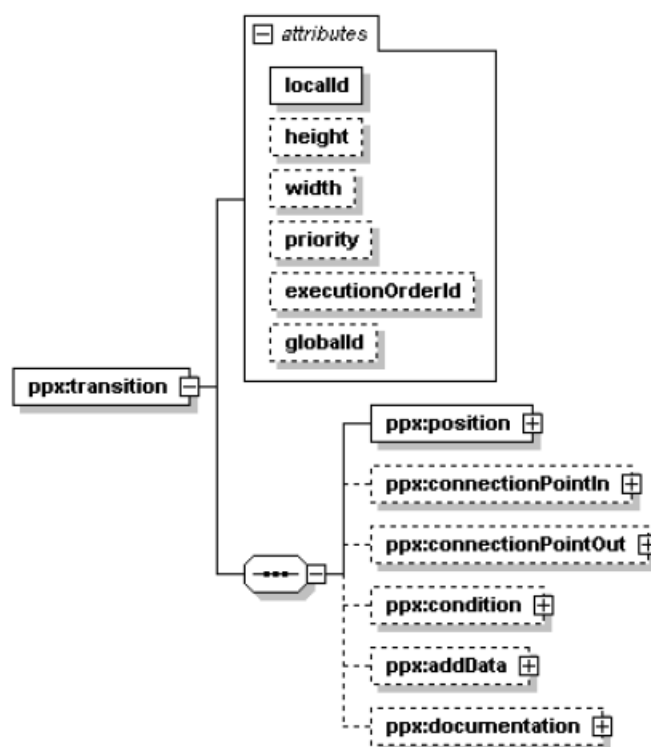 attributes
localId
height
width
priority
executionOrderId
globalId
ppx:transition
ppx:position
ppx:connectionPointIn
ppx:connectionPointOut
ppx:condition
ppx:addData
ppx:documentation